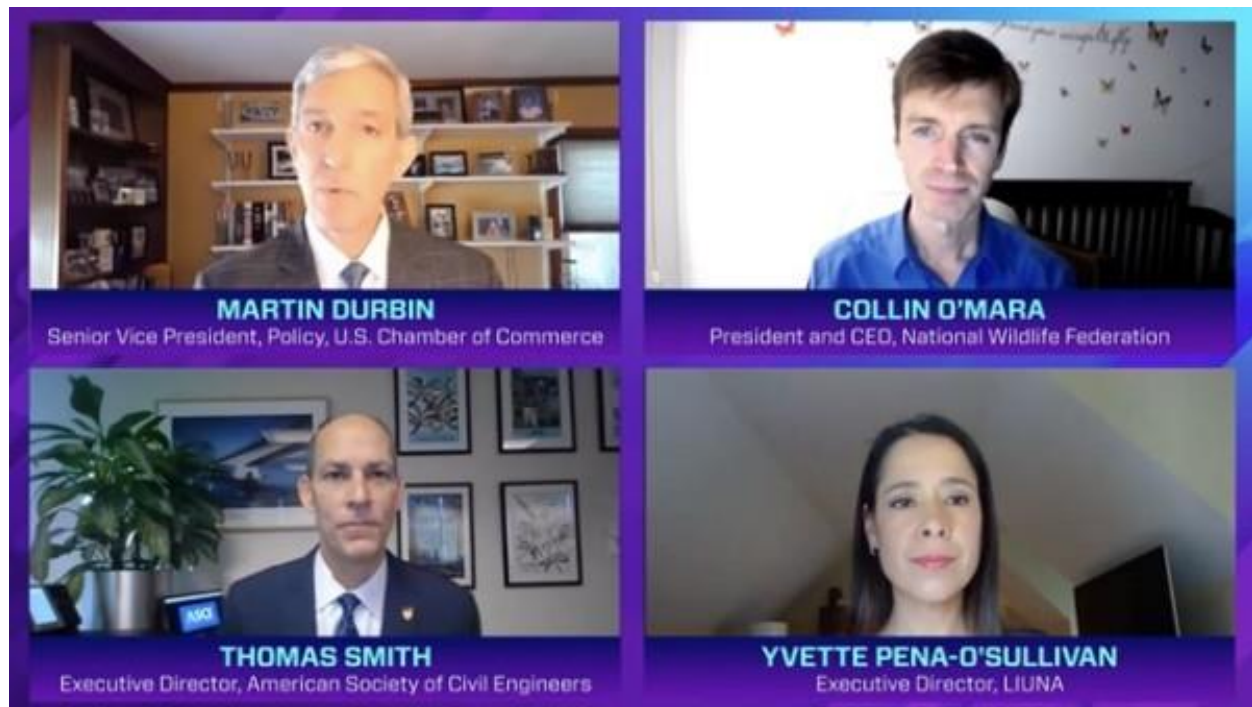 MARTIN DURBIN
Senior Vice President, Policy, U.S. Chamber of Commerce
COLLIN O'MARA
President and CEO, National Wildlife Federation
ASCE
THOMAS SMITH
Executive Director, American Society of Civil Engineers
YVETTE PENA-O'SULLIVAN
Executive Director, LIUNA